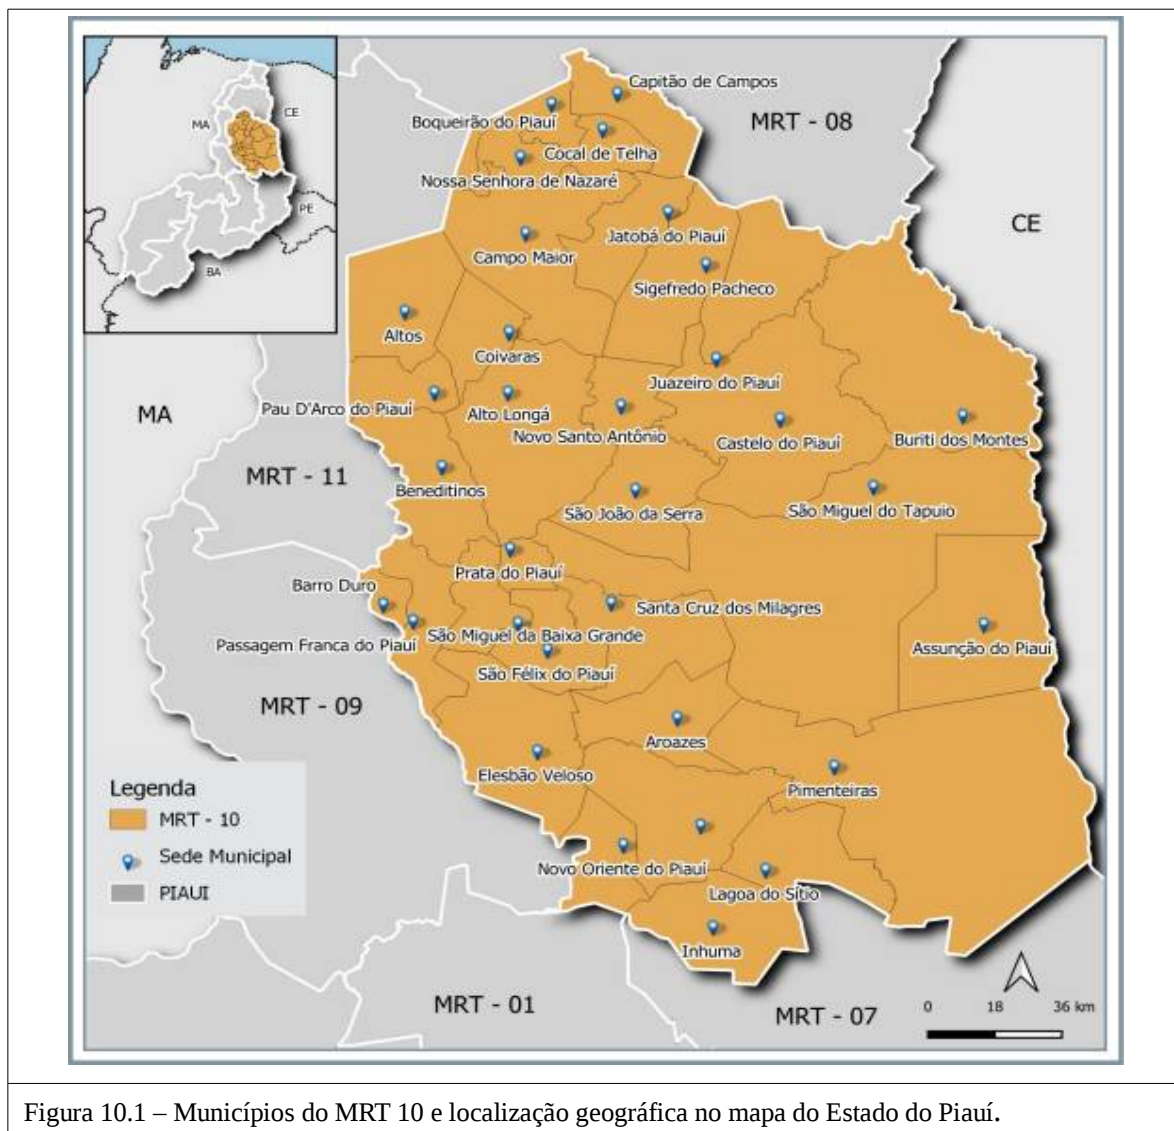 Capitão de Campos
MRT - 08
Boqueirão do Piauí
CE
MA
Cocal de Telha
Nossa Senhora de Nazaré
PE
Jatobá do Piauí
CE
Campo Maior
BA
Sigefredo Pacheco
Altos
Coivaras
Juazeiro do Piauí
Pau D'Arco do Piauí
Alto Longá
MA
Novo Santo Antônio
Castelo do Piauí
Buriti dos Montes
MRT - 11
Beneditinos
São João da Serra
São Miguel do Tapuio
Prata do Piauí
Barro Duro
Santa Cruz dos Milagres
São Miguel da Baixa Grande
Passagem Franca do Piauí
Assunção do Piauí
São Félix do Piauí
MRT - 09
Aroazes
Elesbão Veloso
Pimenteiras
Legenda
MRT - 10
Sede Municipal
PIAUI
Novo Oriente do Piauí
Lagoa do Sítio
Inhuma
MRT - 01
MRT - 07
0 18 36 km
Figura 10.1 – Municípios do MRT 10 e localização geográfica no mapa do Estado do Piauí.